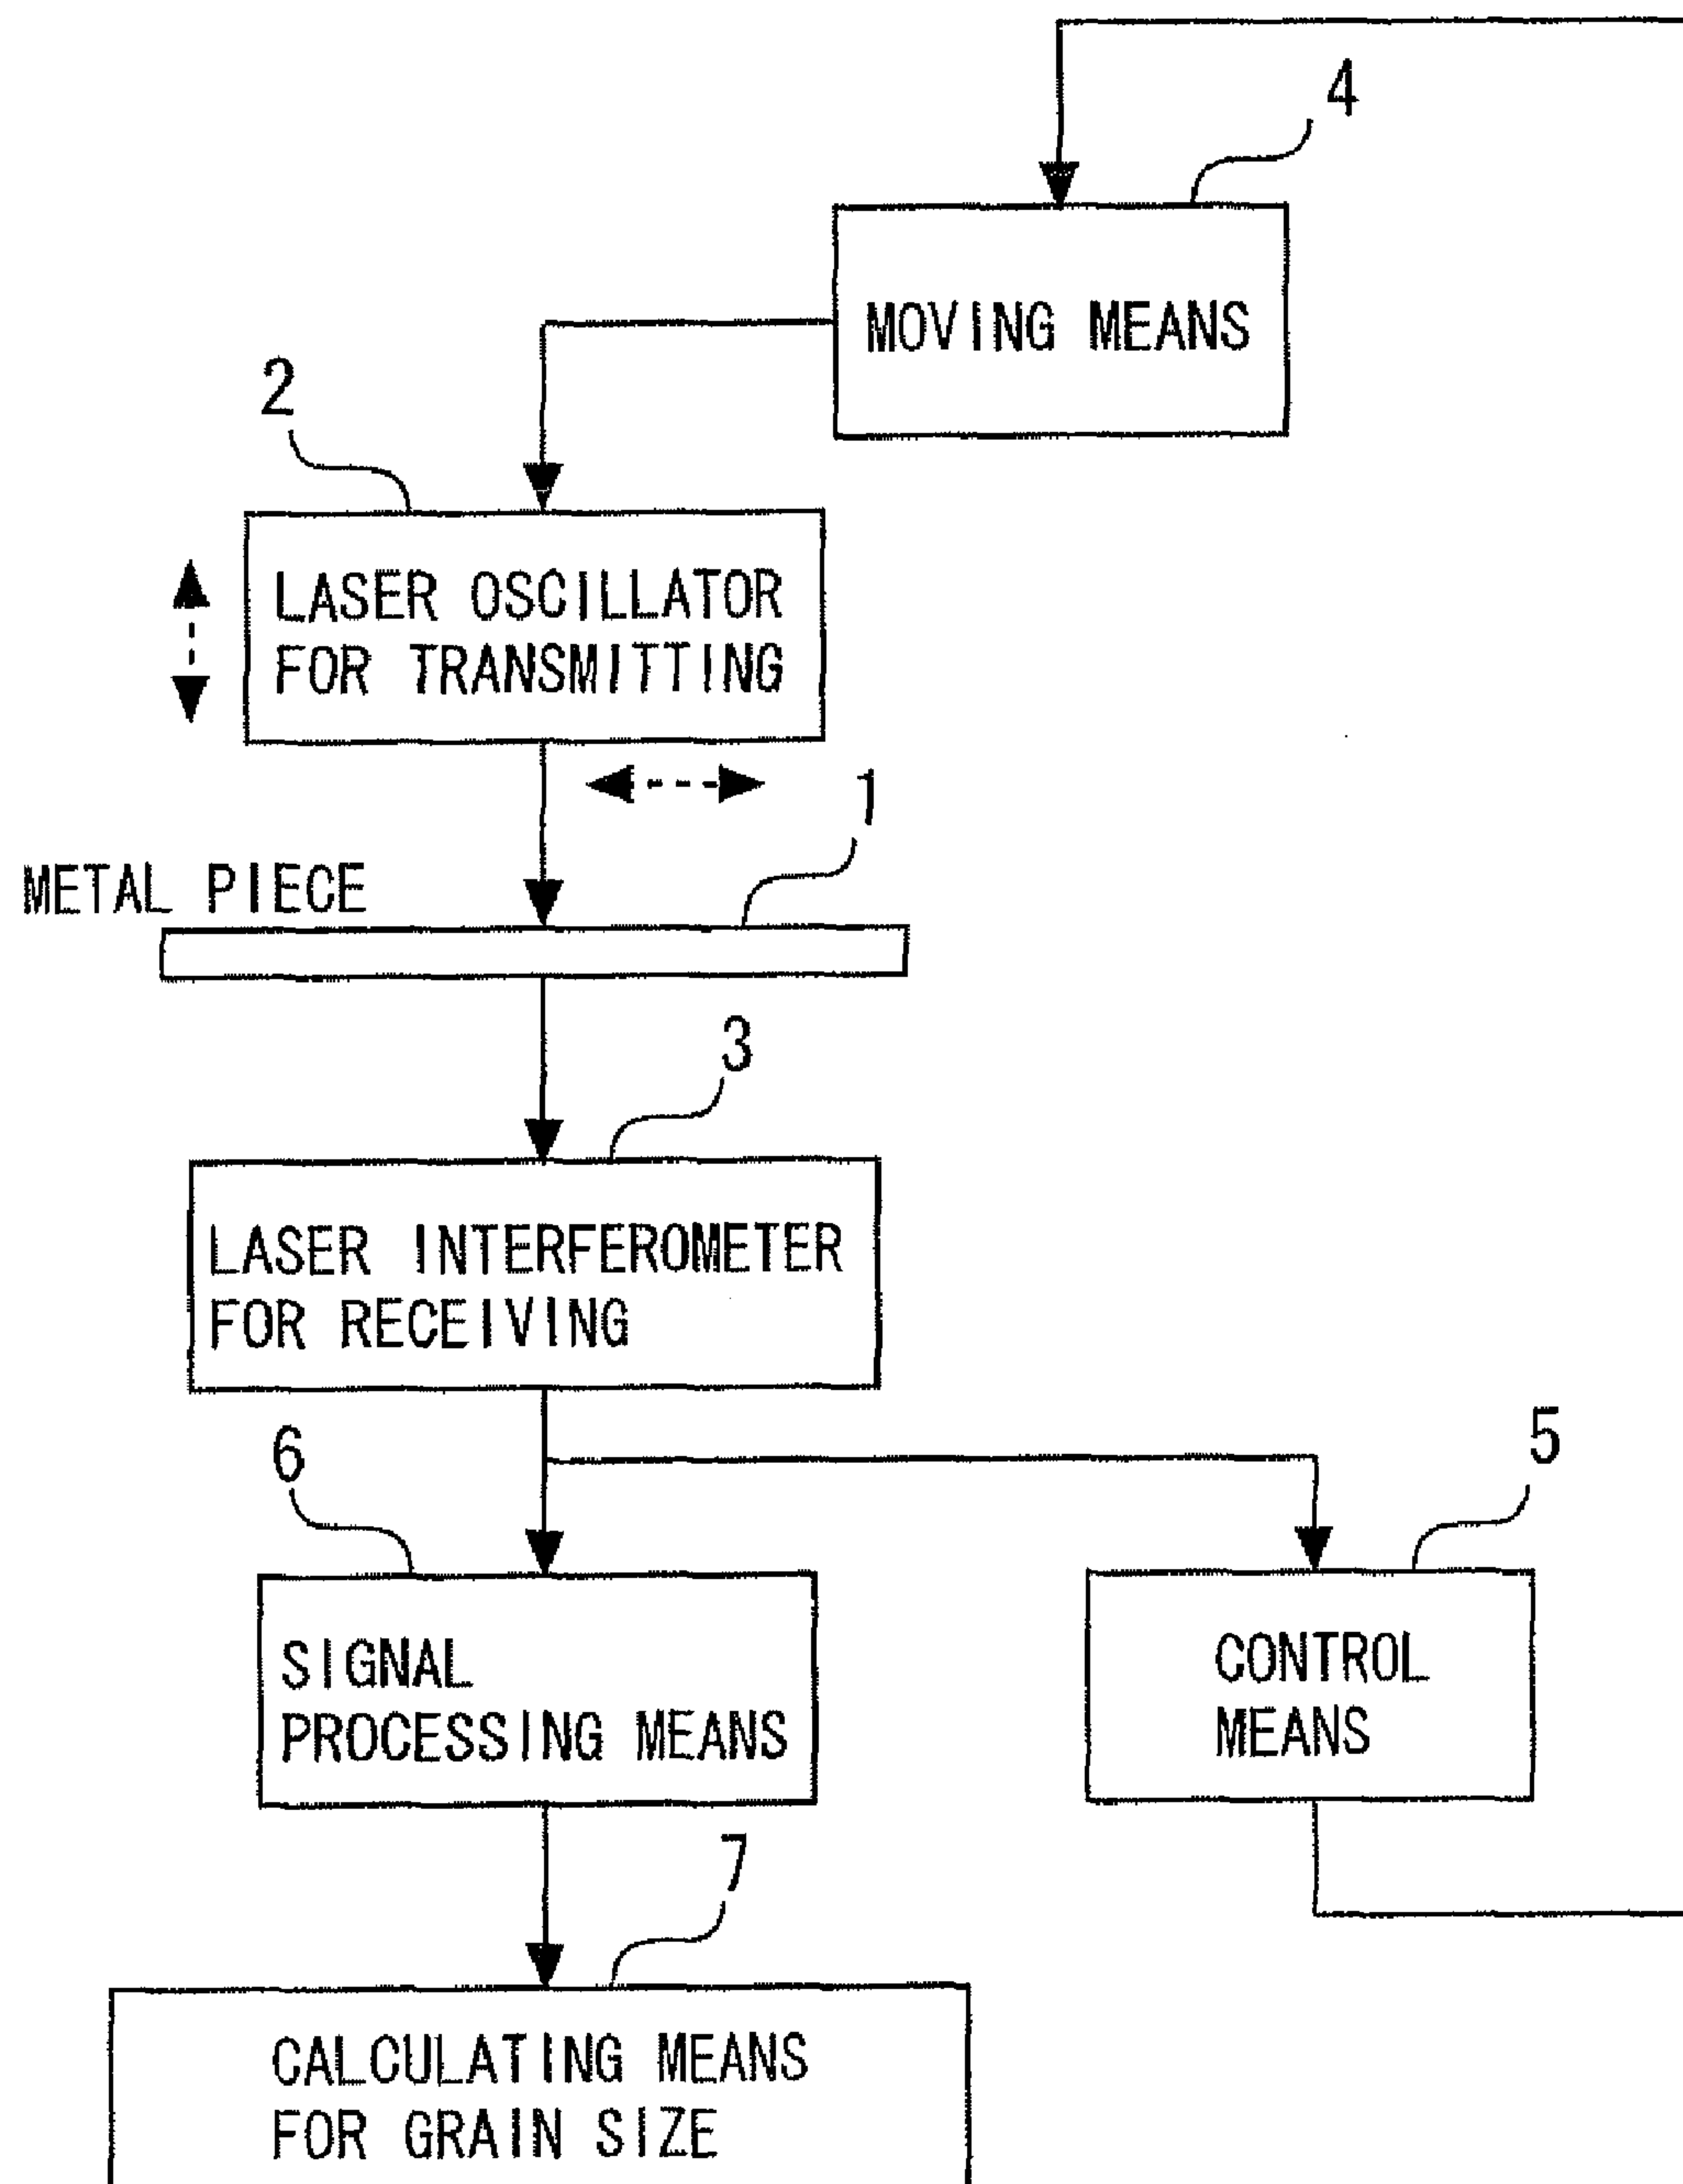 4
MOVING MEANS
2
LASER OSCILLATOR
FOR TRANSMITTING
1
METAL PIECE
3
LASER INTERFEROMETER
FOR RECEIVING
6
5
SIGNAL
PROCESSING MEANS
CONTROL
MEANS
7
CALCULATING MEANS
FOR GRAIN SIZE